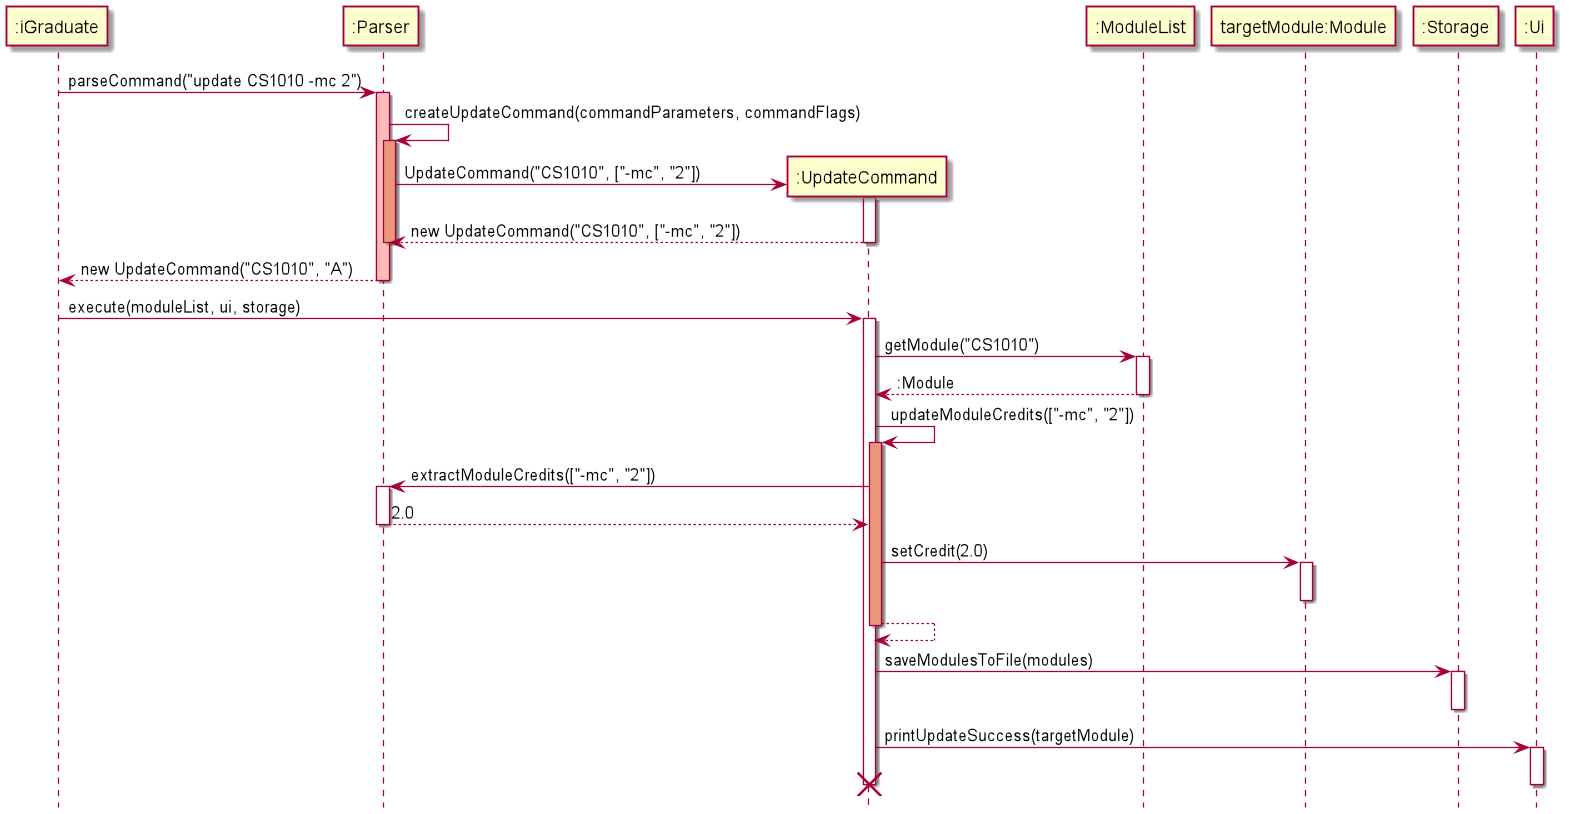 :iGraduate
:Parser
:ModuleList
targetModule:Module
:Storage
:Ui
parseCommand("update CS1010 -mc 2")
createUpdateCommand(commandParameters, commandFlags)
UpdateCommand("CS1010", ["-mc", "2"])
:UpdateCommand
new UpdateCommand("CS1010", ["-mc", "2"])
new UpdateCommand("CS1010", "A")
execute(moduleList, ui, storage)
getModule("CS1010")
:Module
updateModuleCredits(["-mc", "2"])
extractModuleCredits(["-mc", "2"])
2.0
setCredit(2.0)
saveModulesToFile(modules)
printUpdateSuccess(targetModule)